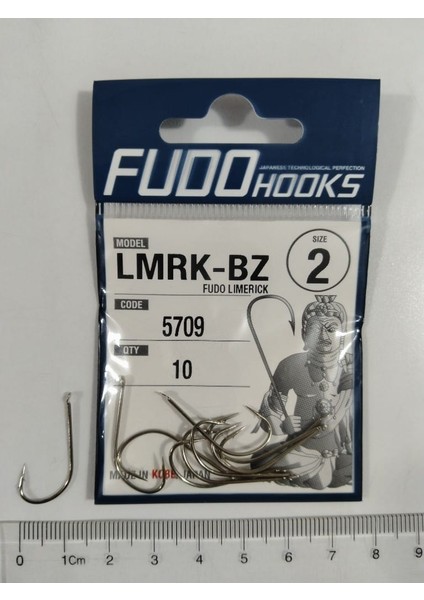 FUDO HOOKS
JAPANESE TECHNOLOGICAL PERFECTION
MODEL
LMRK-BZ
FUDO LIMERICK
SIZE
2
CODE
5709
QTY
10
MADE IN KOBE, JAPAN
0 1Cm 2 3 4 5 6 7 8 9